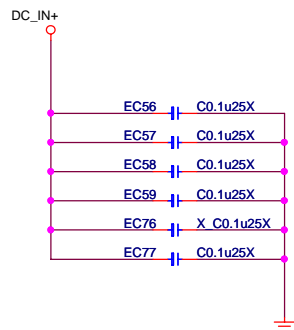 DC_IN+
EC56 C0.1u25X
EC57 C0.1u25X
EC58 C0.1u25X
EC59 C0.1u25X
EC76 X_C0.1u25X
EC77 C0.1u25X